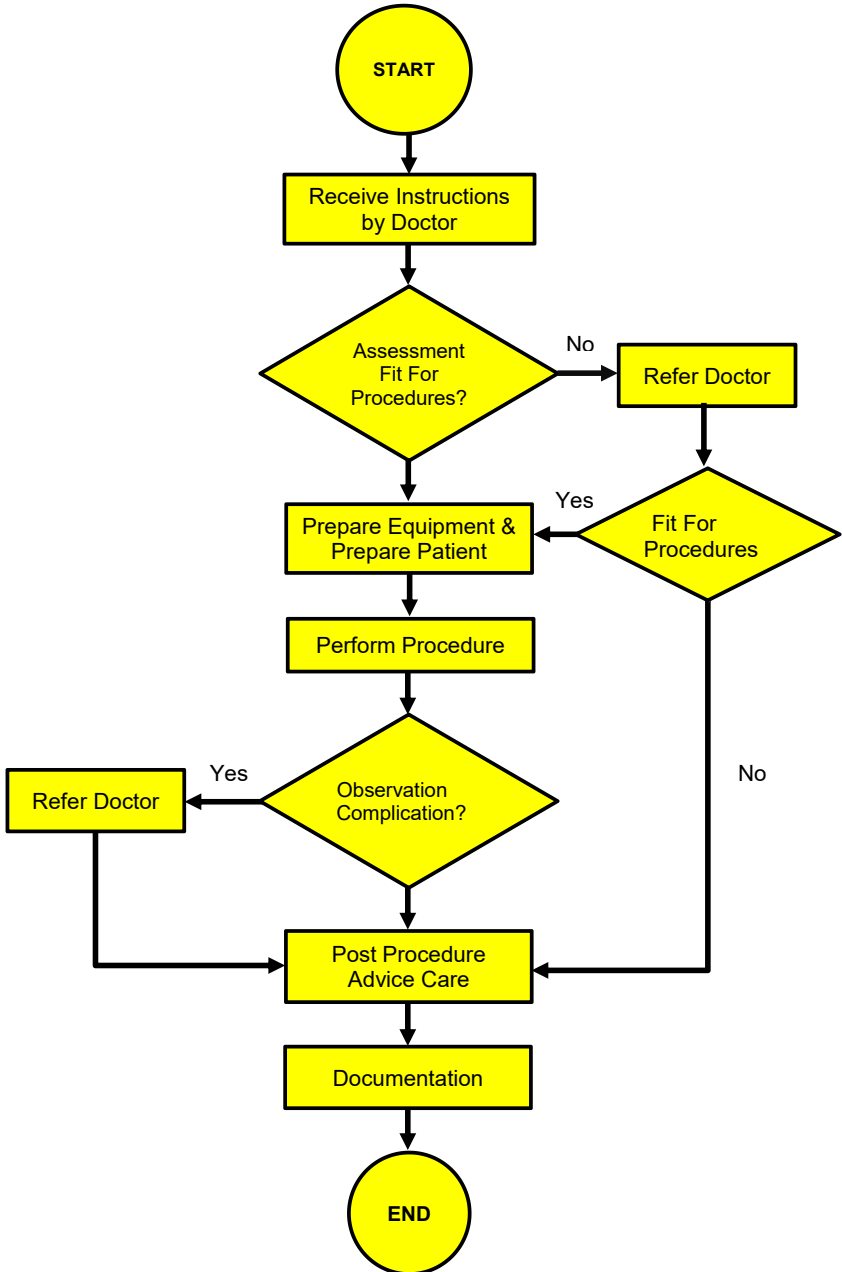 START
Receive Instructions
by Doctor
Assessment
Fit For
Procedures?
No
Refer Doctor
Yes
Fit For
Procedures
Prepare Equipment &
Prepare Patient
Perform Procedure
Observation
Complication?
Yes
Refer Doctor
No
Post Procedure
Advice Care
Documentation
END